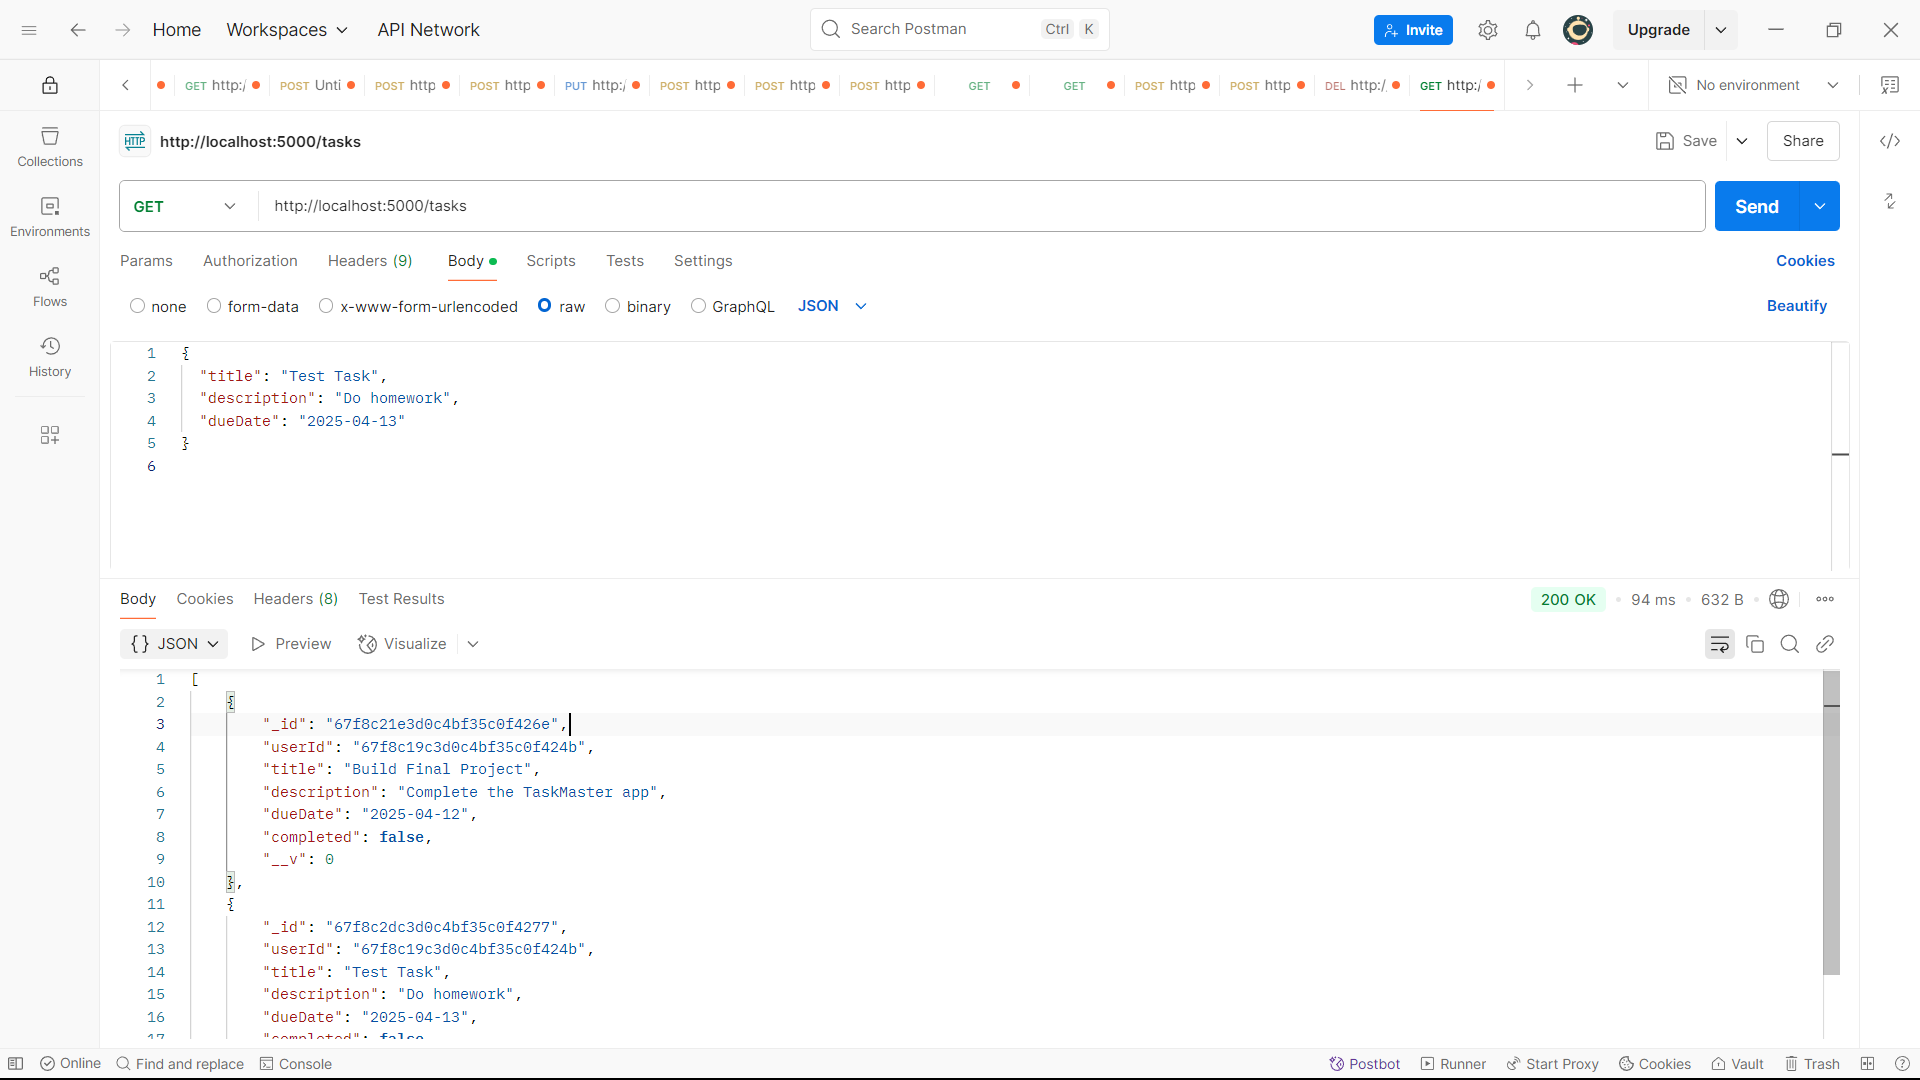 Home Workspaces API Network Search Postman Ctrl K Invite Upgrade
GET http:/ POST Unti POST http POST http PUT http:/ POST http POST http POST http GET GET POST http POST http DEL http:/ GET http:/ No environment
HTTP http://localhost:5000/tasks Save Share
GET http://localhost:5000/tasks Send
Params Authorization Headers (9) Body Scripts Tests Settings Cookies
none form-data x-www-form-urlencoded raw binary GraphQL JSON Beautify
Collections
Environments
Flows
History
1 {
2 "title": "Test Task",
3 "description": "Do homework",
4 "dueDate": "2025-04-13"
5 }
6
Body Cookies Headers (8) Test Results 200 OK 94 ms 632 B
{} JSON Preview Visualize
1 [
2 {
3 "_id": "67f8c21e3d0c4bf35c0f426e",
4 "userId": "67f8c19c3d0c4bf35c0f424b",
5 "title": "Build Final Project",
6 "description": "Complete the TaskMaster app",
7 "dueDate": "2025-04-12",
8 "completed": false,
9 "__v": 0
10 },
11 {
12 "_id": "67f8c2dc3d0c4bf35c0f4277",
13 "userId": "67f8c19c3d0c4bf35c0f424b",
14 "title": "Test Task",
15 "description": "Do homework",
16 "dueDate": "2025-04-13",
17 "completed": false
Online Find and replace Console Postbot Runner Start Proxy Cookies Vault Trash